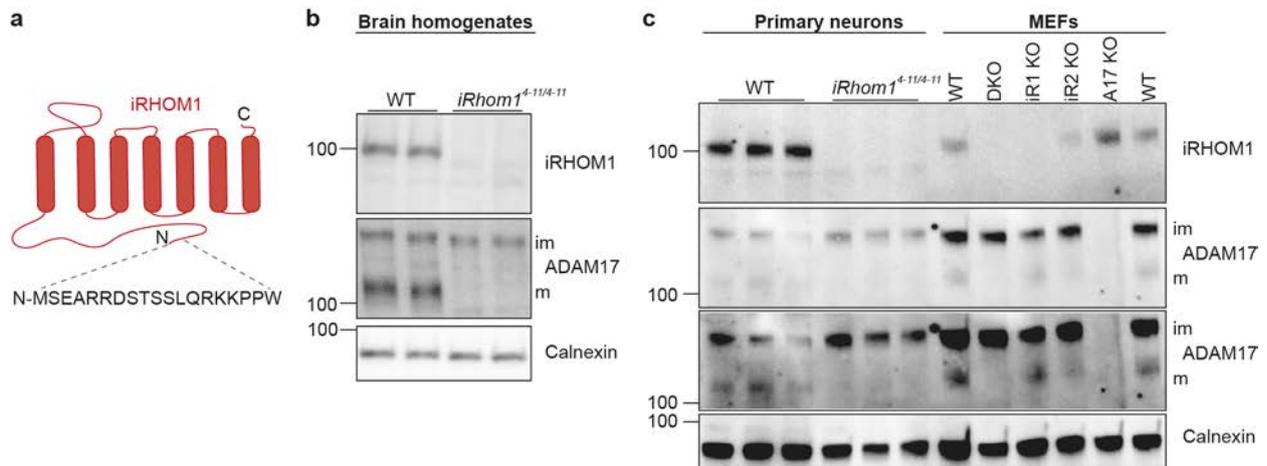 a
iRHOM1
C
N
N-MSEARRDSTSSLQRKKPPW
b
Brain homogenates
WT iRhom1 4-11/4-11
100
iRHOM1
im
ADAM17
m
100
100
Calnexin
c
Primary neurons MEFs
WT iRhom1 4-11/4-11 WT DKO iR1 KO iR2 KO A17 KO WT
100
iRHOM1
im
ADAM17
m
100
im
ADAM17
m
100
100
Calnexin